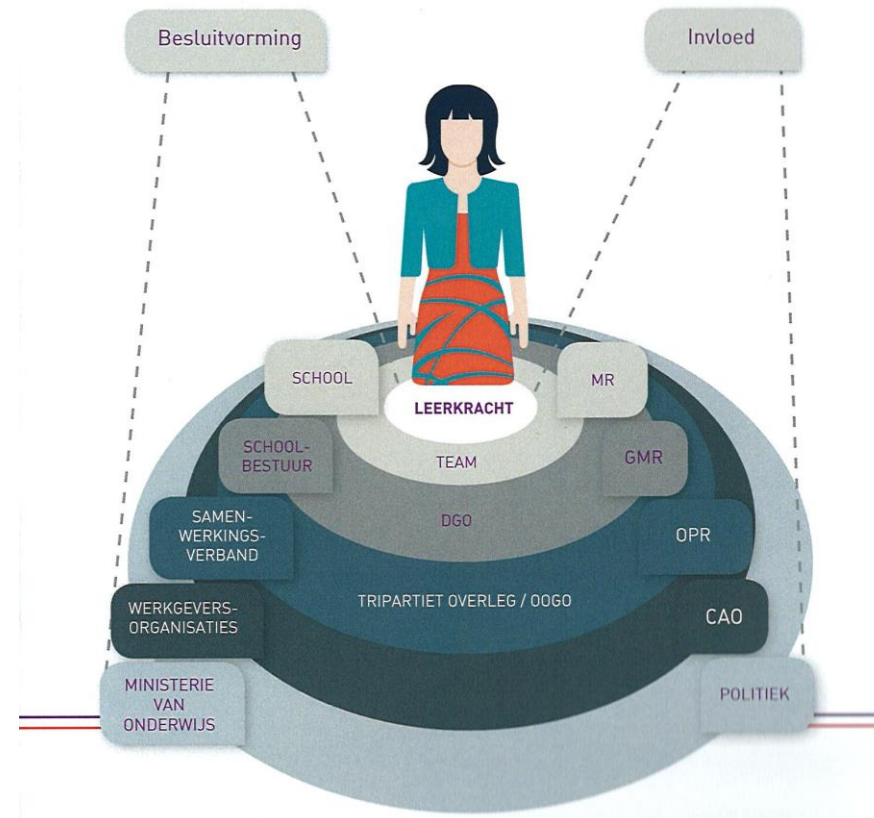 Besluitvorming
Invloed
SCHOOL
MR
LEERKRACHT
SCHOOL-
BESTUUR
TEAM
GMR
DGO
SAMEN-
WERKINGS-
VERBAND
OPR
TRIPARTIET OVERLEG / OOGO
WERKGEVERS-
ORGANISATIES
CAO
MINISTERIE
VAN
ONDERWIJS
POLITIEK